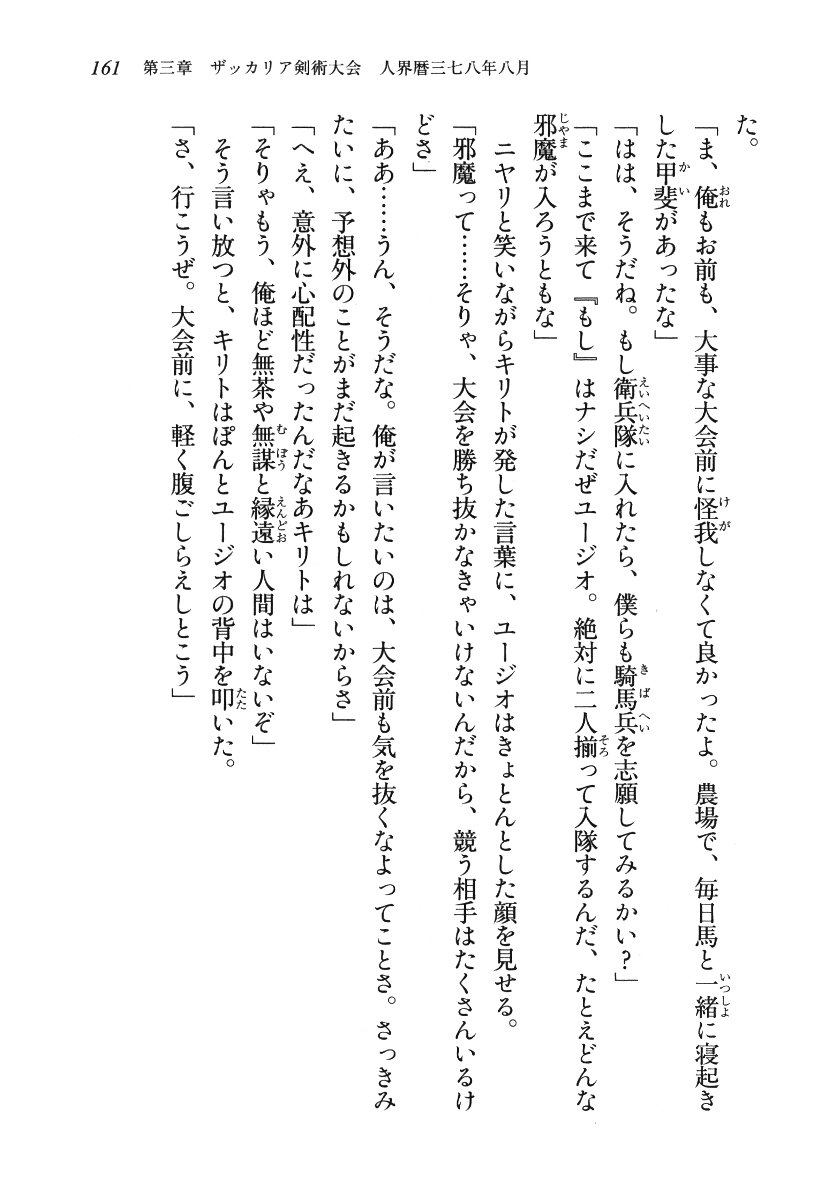 161　第三章　ザッカリア剣術大会　人界暦三七八年八月
た。
「ま、俺もお前も、大事な大会前に怪我しなくて良かったよ。農場で、毎日馬と一緒に寝起き
した甲斐があったな」
「はは、そうだね。もし衛兵隊に入れたら、僕らも騎馬兵を志願してみるかい？」
「ここまで来て『もし』はナシだぜユージオ。絶対に二人揃って入隊するんだ、たとえどんな
邪魔が入ろうともな」
　ニヤリと笑いながらキリトが発した言葉に、ユージオはきょとんとした顔を見せる。
「邪魔って……そりゃ、大会を勝ち抜かなきゃいけないんだから、競う相手はたくさんいるけ
どさ」
「ああ……うん、そうだな。俺が言いたいのは、大会前も気を抜くなよってことさ。さっきみ
たいに、予想外のことがまだ起きるかもしれないからさ」
「へえ、意外に心配性だったんだなあキリトは」
「そりゃもう、俺ほど無茶や無謀と縁遠い人間はいないぞ」
　そう言い放つと、キリトはぽんとユージオの背中を叩いた。
「さ、行こうぜ。大会前に、軽く腹ごしらえしとこう」